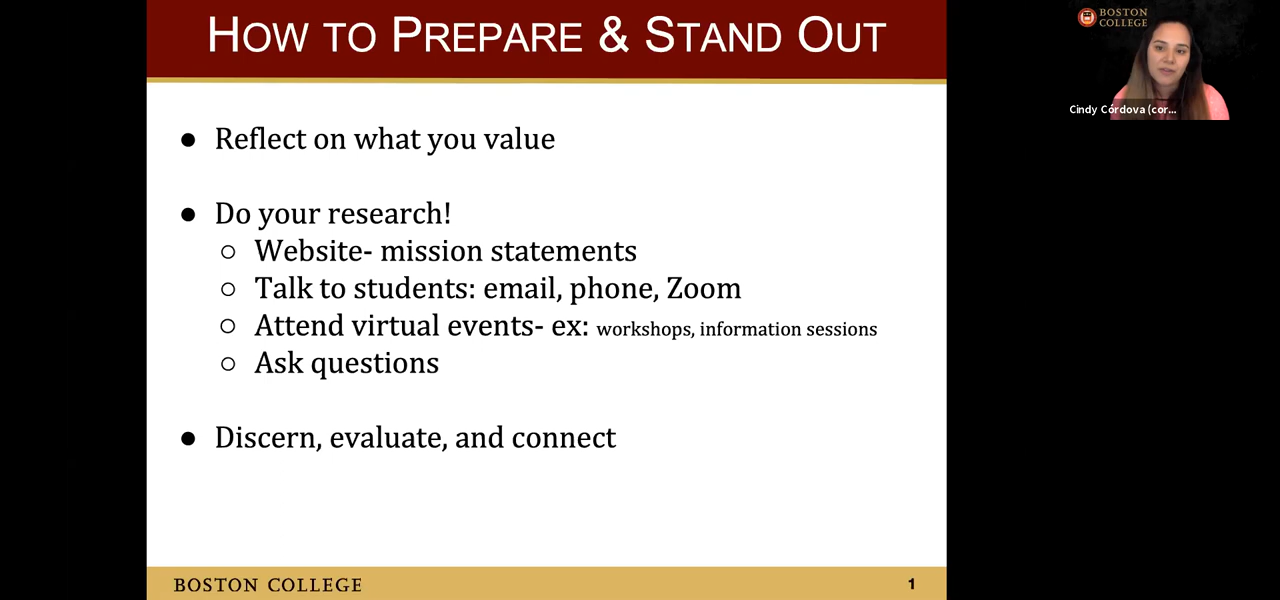 HOW TO PREPARE & STAND OUT
● Reflect on what you value
● Do your research!
○ Website- mission statements
○ Talk to students: email, phone, Zoom
○ Attend virtual events- ex: workshops, information sessions
○ Ask questions
● Discern, evaluate, and connect
BOSTON COLLEGE
1
BOSTON
COLLEGE
Cindy Córdova (cor...